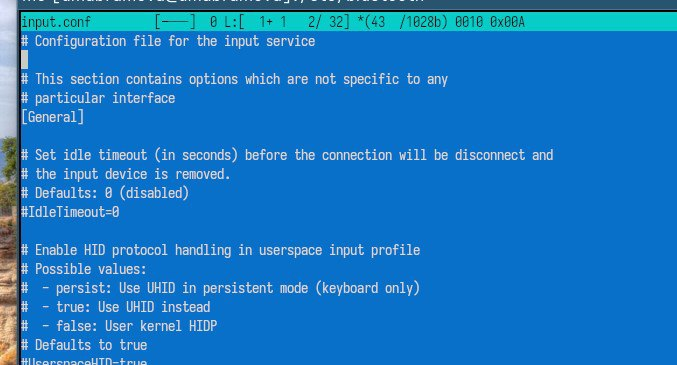 input.conf [----] 0 L:[ 1+ 1 2/ 32] *(43 /1028b) 0010 0x00A
# Configuration file for the input service
# This section contains options which are not specific to any
# particular interface
[General]
# Set idle timeout (in seconds) before the connection will be disconnect and
# the input device is removed.
# Defaults: 0 (disabled)
#IdleTimeout=0
# Enable HID protocol handling in userspace input profile
# Possible values:
# - persist: Use UHID in persistent mode (keyboard only)
# - true: Use UHID instead
# - false: User kernel HIDP
# Defaults to true
#UserspaceHID=true